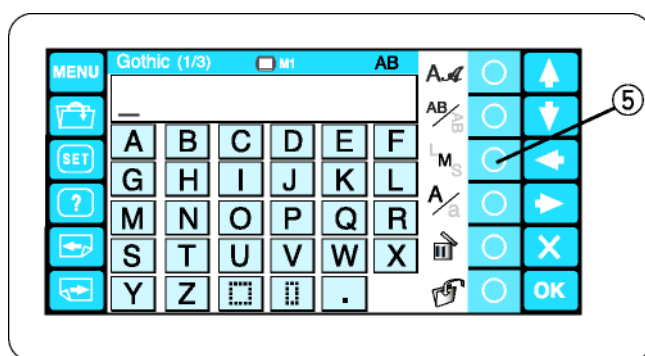 MENU Gothic (1/3) M1 AB A A
AB/AB
SET A B C D E F L M S
? G H I J K L A/a
M N O P Q R
S T U V W X
Y Z . OK
5